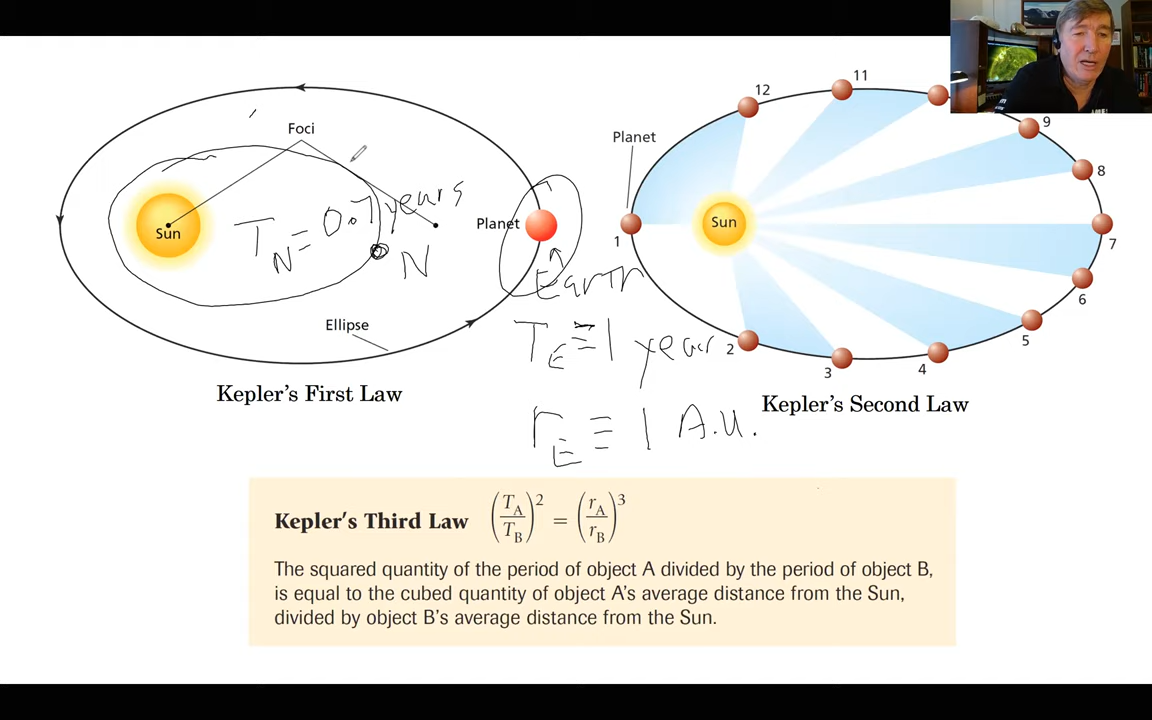 Foci
Sun
Planet
Ellipse
T_N = 0.7 years
N
Earth
T_E ≡ 1 year
r_E ≡ 1 A.U.
Kepler's First Law
Planet
Sun
1
2
3
4
5
6
7
8
9
11
12
Kepler's Second Law
Kepler's Third Law (T_A/T_B)² = (r_A/r_B)³
The squared quantity of the period of object A divided by the period of object B,
is equal to the cubed quantity of object A's average distance from the Sun,
divided by object B's average distance from the Sun.